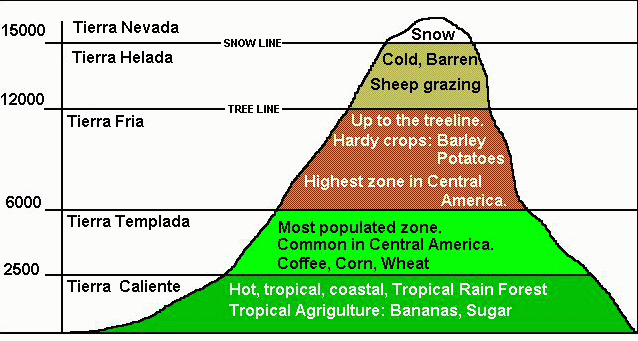 15000
Tierra Nevada
Snow
SNOW LINE
Tierra Helada
Cold, Barren
Sheep grazing
12000
TREE LINE
Tierra Fria
Up to the treeline.
Hardy crops: Barley
Potatoes
Highest zone in Central
America.
6000
Tierra Templada
Most populated zone.
Common in Central America.
Coffee, Corn, Wheat
2500
Tierra Caliente
Hot, tropical, coastal, Tropical Rain Forest
Tropical Agrigulture: Bananas, Sugar